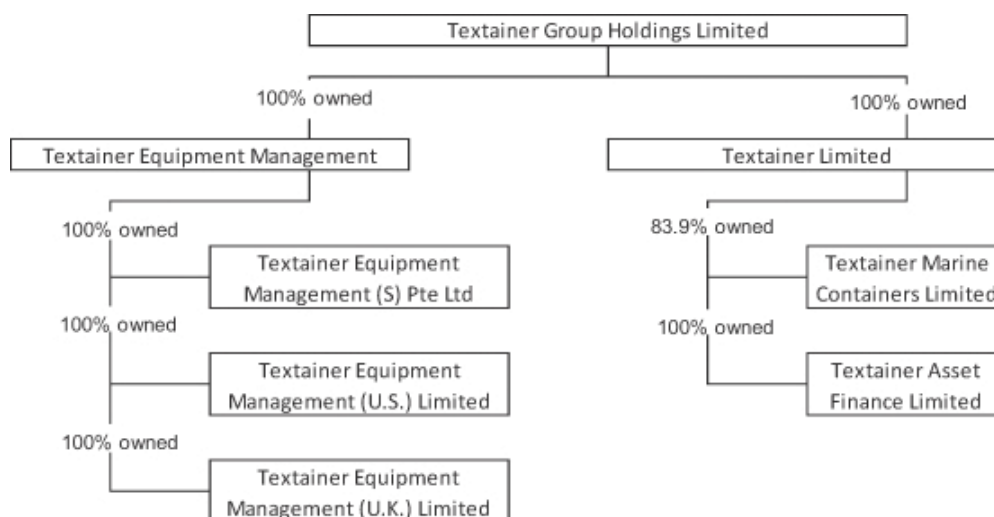 Textainer Group Holdings Limited
100% owned
100% owned
Textainer Equipment Management
Textainer Limited
100% owned
83.9% owned
Textainer Equipment
Management (S) Pte Ltd
Textainer Marine
Containers Limited
100% owned
100% owned
Textainer Equipment
Management (U.S.) Limited
Textainer Asset
Finance Limited
100% owned
Textainer Equipment
Management (U.K.) Limited